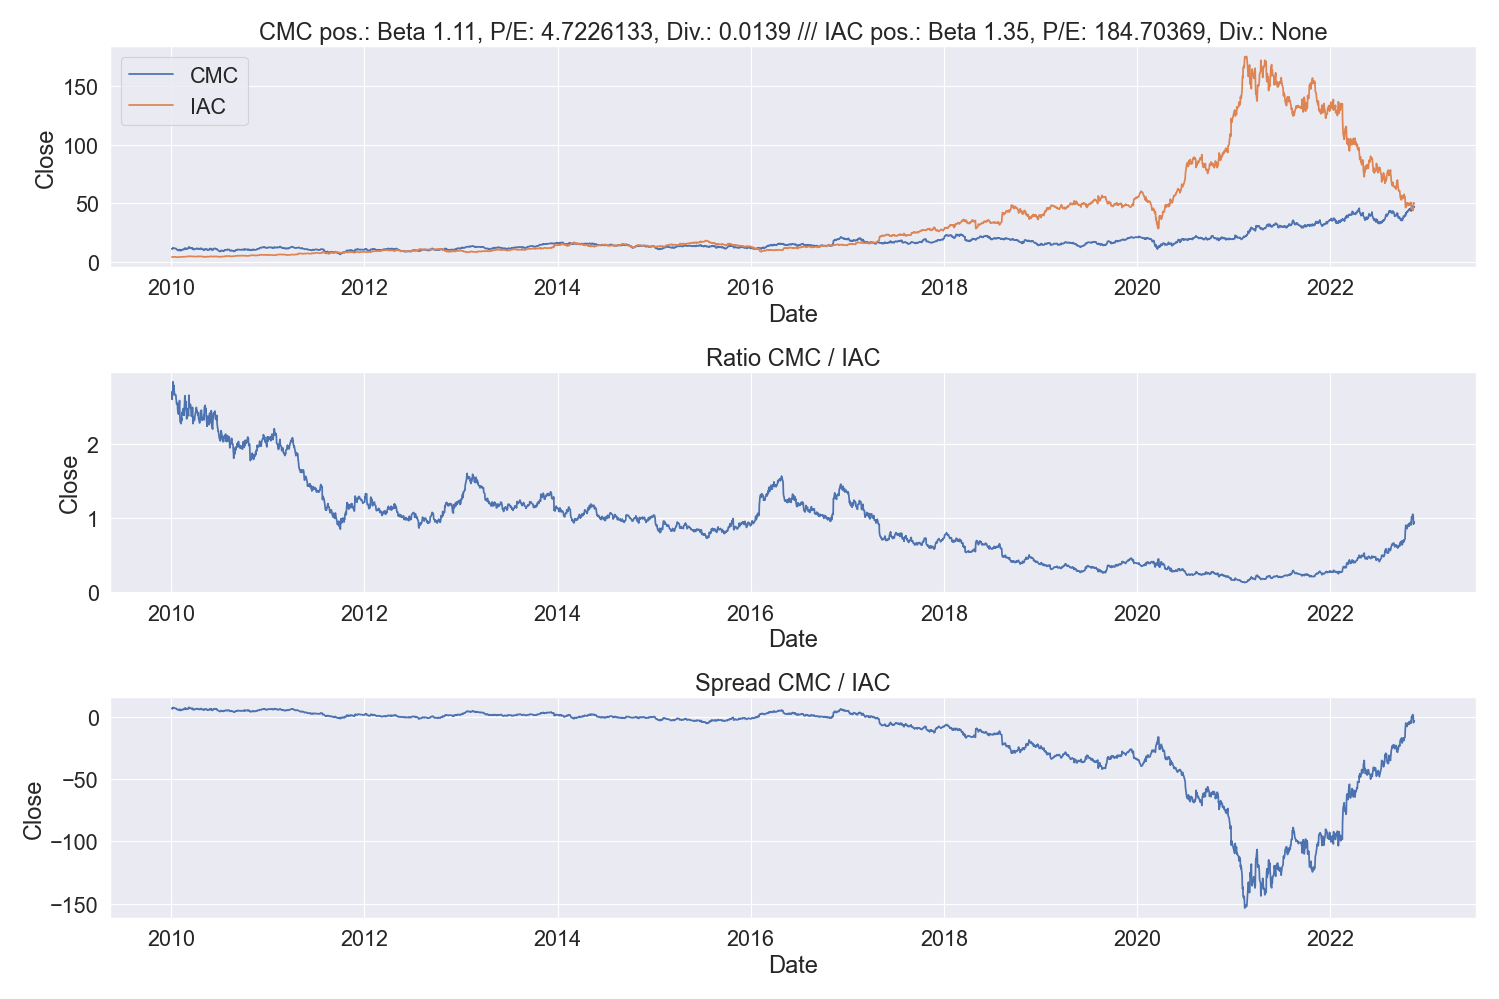 CMC pos.: Beta 1.11, P/E: 4.7226133, Div.: 0.0139 /// IAC pos.: Beta 1.35, P/E: 184.70369, Div.: None
CMC
IAC
Close
150
100
50
0
2010 2012 2014 2016 2018 2020 2022
Date
Ratio CMC / IAC
Close
2
1
0
2010 2012 2014 2016 2018 2020 2022
Date
Spread CMC / IAC
Close
0
−50
−100
−150
2010 2012 2014 2016 2018 2020 2022
Date